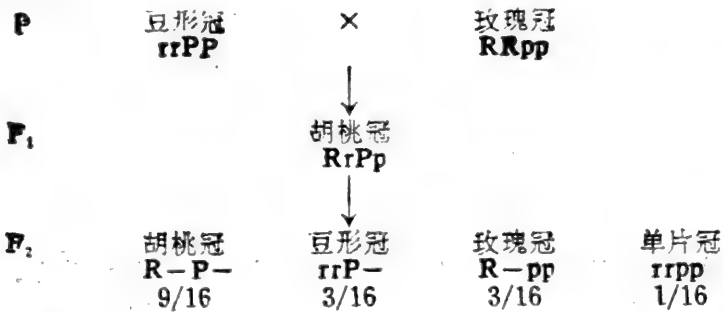 P 豆形冠 × 玫瑰冠
rrPP RRpp
F₁ 胡桃冠
RrPp
F₂ 胡桃冠 豆形冠 玫瑰冠 单片冠
R-P- rrP- R-pp rrpp
9/16 3/16 3/16 1/16